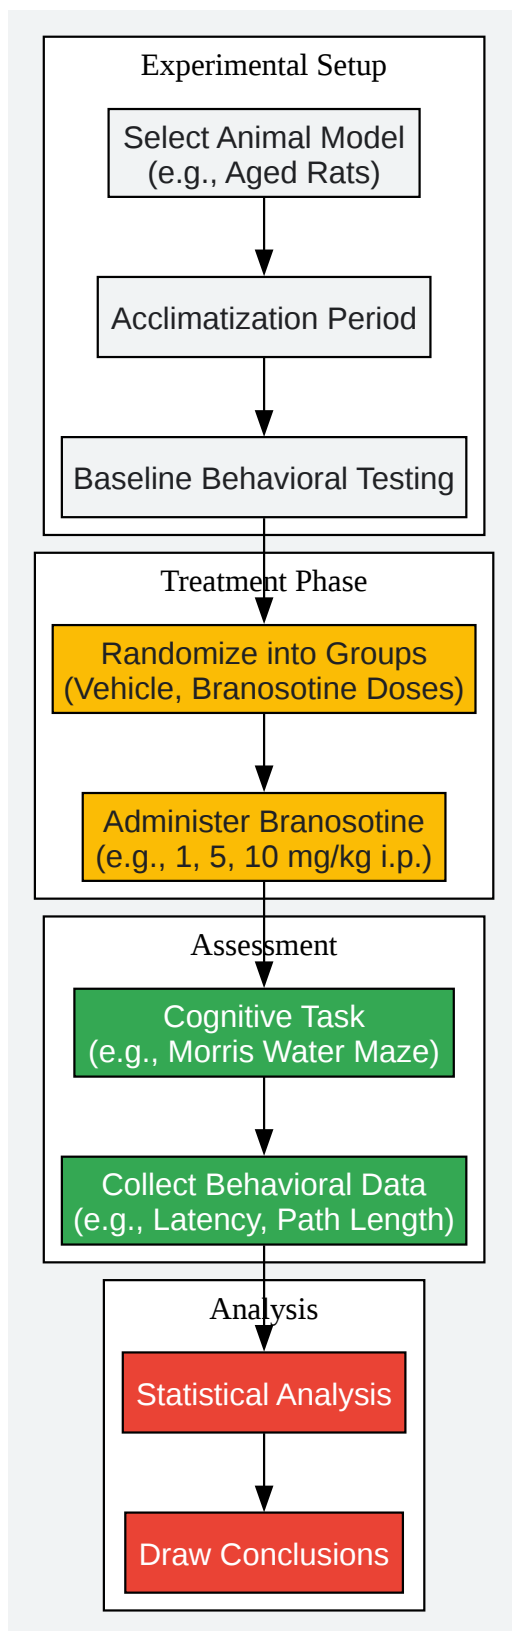 Experimental Setup
Select Animal Model
(e.g., Aged Rats)
Acclimatization Period
Baseline Behavioral Testing
Treatment Phase
Randomize into Groups
(Vehicle, Branosotine Doses)
Administer Branosotine
(e.g., 1, 5, 10 mg/kg i.p.)
Assessment
Cognitive Task
(e.g., Morris Water Maze)
Collect Behavioral Data
(e.g., Latency, Path Length)
Analysis
Statistical Analysis
Draw Conclusions